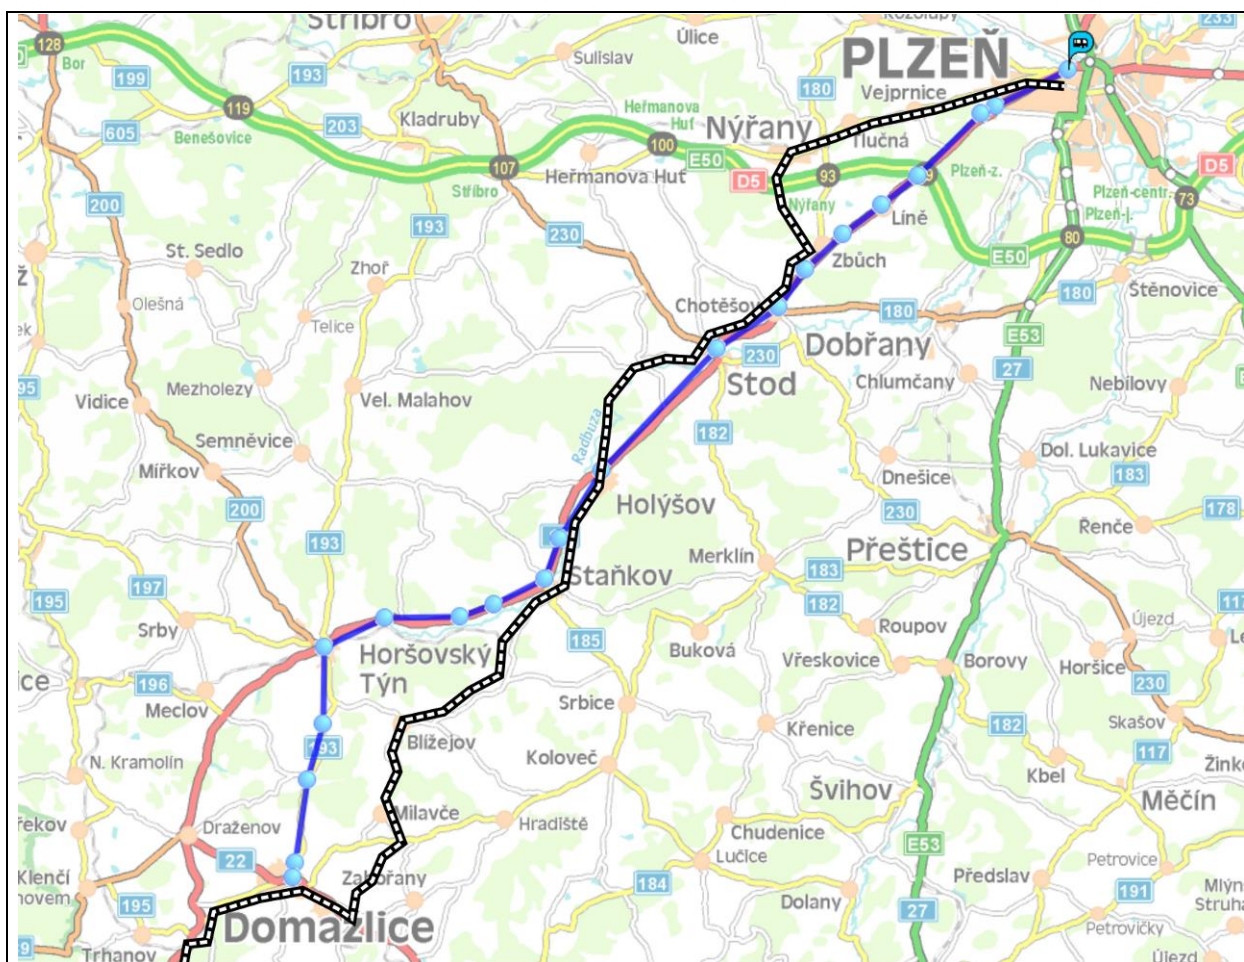 Stříbro
Úlice
Kozolupy
233
128
Bor
193
Sulislav
PLZEŇ
199
180
Vejprnice
119
203
Kladruby
Heřmanova
Huť
Nýřany
Tlučná
Benešovice
605
107
100
E50
D5
93
Plzeň-z.
D5
Stříbro
Heřmanova Huť
Nýřany
Plzeň-centr.
73
200
193
Líně
Plzeň-j.
230
80
St. Sedlo
Zbůch
E50
Zhoř
180
Štěnovice
Olešná
Chotěšov
180
Telice
E53
230
Dobřany
27
Mezholezy
Stod
Chlumčany
Nebílovy
Vidice
Vel. Malahov
Radbuza
182
Semněvice
Dol. Lukavice
Mířkov
Dnešice
183
200
Holýšov
230
178
193
Řenče
Merklín
Přeštice
197
Staňkov
183
195
182
Srby
185
Újezd
Roupov
Buková
Horšovský
Týn
Vřeskovice
Borovy
Horšice
196
230
Meclov
Srbice
Skašov
Křenice
182
193
Blížejov
117
N. Kramolín
Koloveč
Kbel
Švihov
Měčín
Milavče
Draženov
Hradiště
Chudenice
E53
22
Lučice
Petrovice
Klenčí
Předslav
184
191
195
Dolany
27
Domažlice
Petrovičky
Trhanov
Újezd